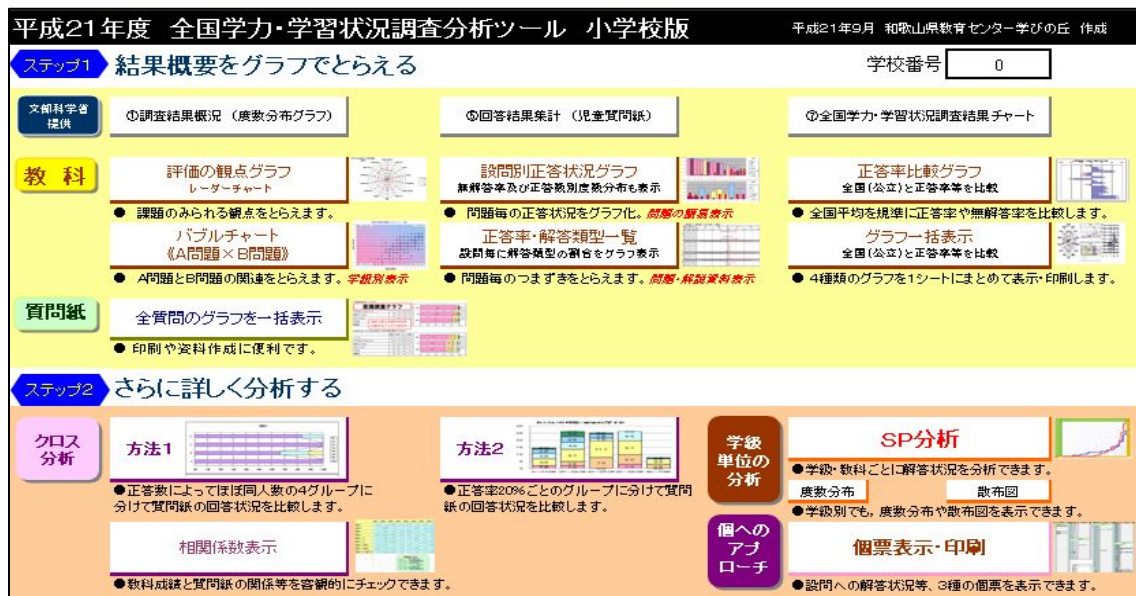 平成21年度 全国学力・学習状況調査分析ツール 小学校版
平成21年9月 和歌山県教育センター学びの丘 作成
ステップ1 結果概要をグラフでとらえる
学校番号 0
文部科学省
提供
①調査結果概況（度数分布グラフ）
⑤回答結果集計（児童質問紙）
⑦全国学力・学習状況調査結果チャート
教 科
評価の観点グラフ
レーダーチャート
● 課題のみられる観点をとらえます。
設問別正答状況グラフ
無解答率及び正答数別度数分布も表示
● 問題毎の正答状況をグラフ化。問題の簡易表示
正答率比較グラフ
全国(公立)と正答率等を比較
● 全国平均を規準に正答率や無解答率を比較します。
バブルチャート
《A問題×B問題》
● A問題とB問題の関連をとらえます。学級別表示
正答率・解答類型一覧
設問毎に解答類型の割合をグラフ表示
● 問題毎のつまずきをとらえます。問題・解説資料表示
グラフ一括表示
全国(公立)と正答率等を比較
● 4種類のグラフを1シートにまとめて表示・印刷します。
質問紙
全質問のグラフを一括表示
● 印刷や資料作成に便利です。
ステップ2 さらに詳しく分析する
クロス
分析
方法1
●正答数によってほぼ同人数の4グループに
分けて質問紙の回答状況を比較します。
方法2
●正答率20%ごとのグループに分けて質問
紙の回答状況を比較します。
相関係数表示
●教科成績と質問紙の関係等を客観的にチェックできます。
学級
単位の
分析
SP分析
●学級・教科ごとに解答状況を分析できます。
度数分布
散布図
●学級別でも，度数分布や散布図を表示できます。
個への
アプ
ローチ
個票表示・印刷
●設問への解答状況等、3種の個票を表示できます。